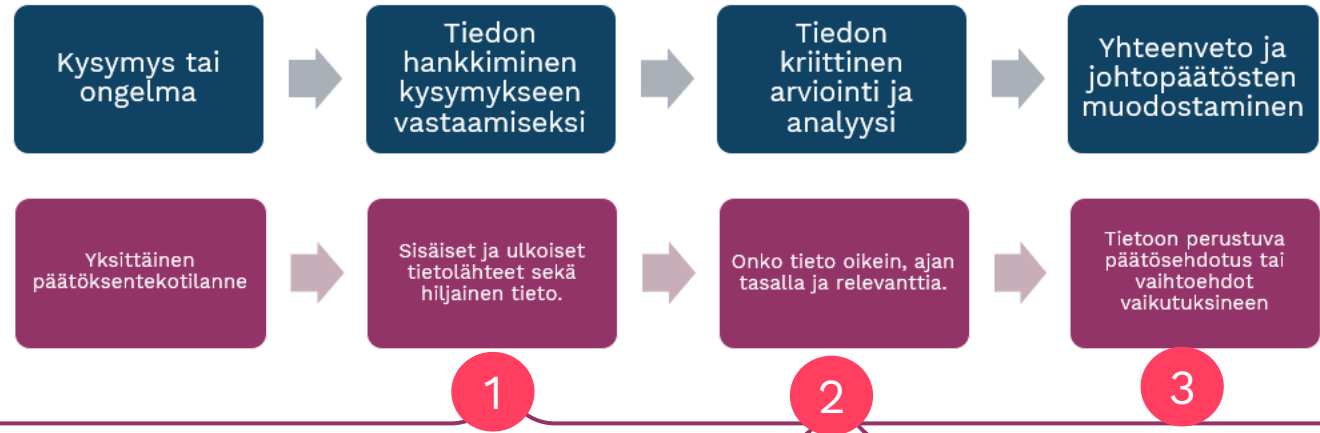 Kysymys tai
ongelma
Tiedon
hankkiminen
kysymykseen
vastaamiseksi
Tiedon
kriittinen
arviointi ja
analyysi
Yhteenveto ja
johtopäätösten
muodostaminen
Yksittäinen
päätöksentekotilanne
Sisäiset ja ulkoiset
tietolähteet sekä
hiljainen tieto.
Onko tieto oikein, ajan
tasalla ja relevanttia.
Tietoon perustuva
päätösehdotus tai
vaihtoehdot
vaikutuksineen
1
2
3